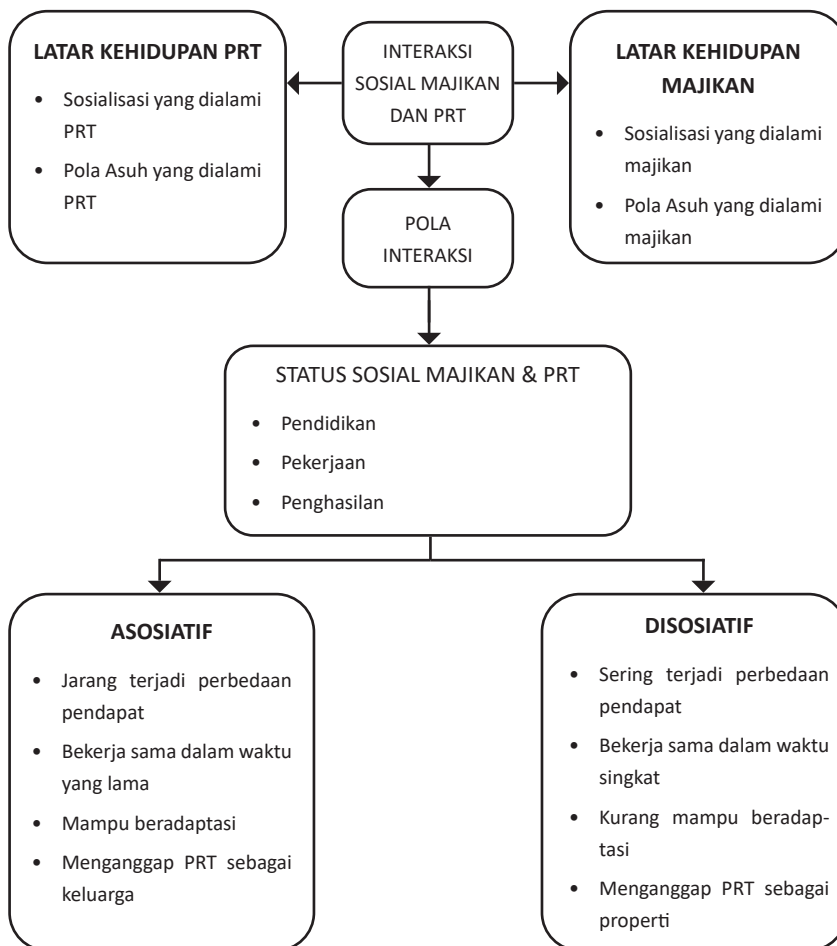 LATAR KEHIDUPAN PRT
• Sosialisasi yang dialami
PRT
• Pola Asuh yang dialami
PRT
INTERAKSI
SOSIAL MAJIKAN
DAN PRT
LATAR KEHIDUPAN
MAJIKAN
• Sosialisasi yang dialami
majikan
• Pola Asuh yang dialami
majikan
POLA
INTERAKSI
STATUS SOSIAL MAJIKAN & PRT
• Pendidikan
• Pekerjaan
• Penghasilan
ASOSIATIF
• Jarang terjadi perbedaan
pendapat
• Bekerja sama dalam waktu
yang lama
• Mampu beradaptasi
• Menganggap PRT sebagai
keluarga
DISOSIATIF
• Sering terjadi perbedaan
pendapat
• Bekerja sama dalam waktu
singkat
• Kurang mampu beradap-
tasi
• Menganggap PRT sebagai
properti